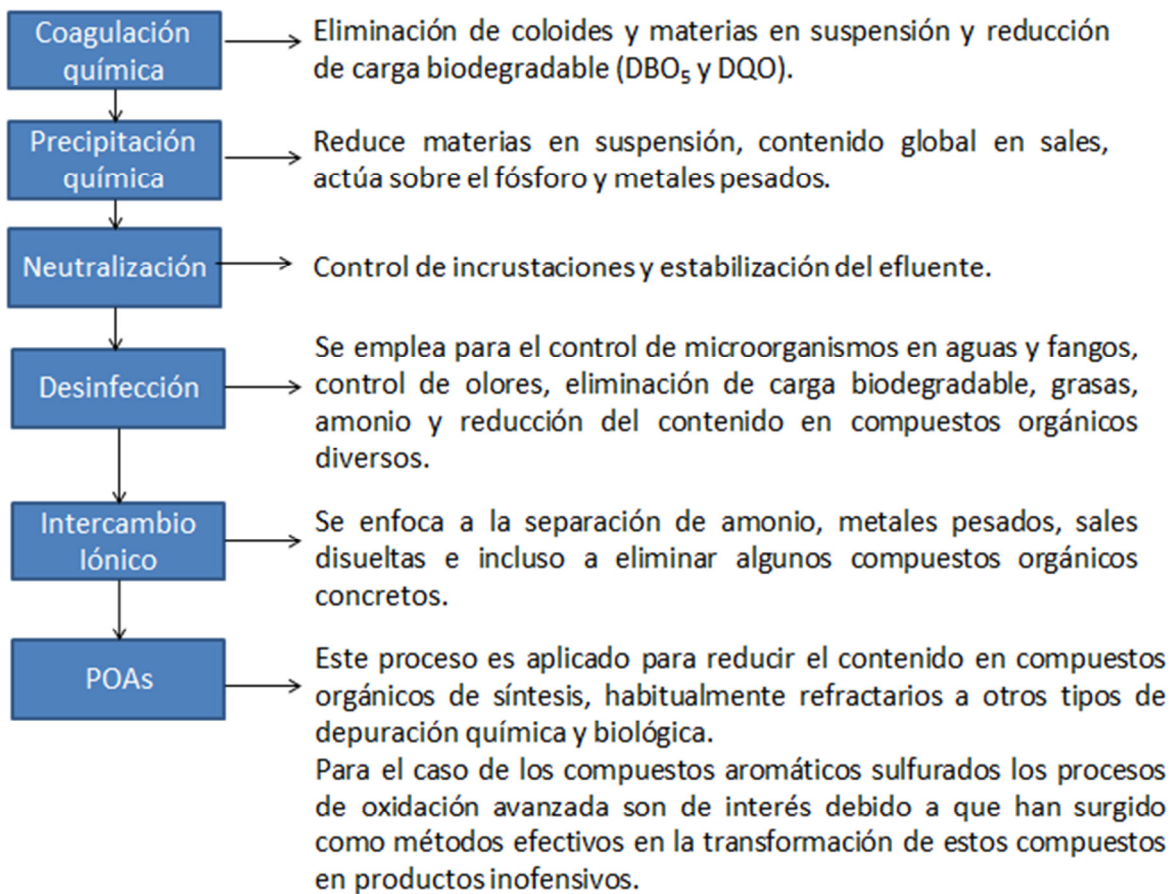 Coagulación
química
Eliminación de coloides y materias en suspensión y reducción
de carga biodegradable (DBO₅ y DQO).
Precipitación
química
Reduce materias en suspensión, contenido global en sales,
actúa sobre el fósforo y metales pesados.
Neutralización
Control de incrustaciones y estabilización del efluente.
Desinfección
Se emplea para el control de microorganismos en aguas y fangos,
control de olores, eliminación de carga biodegradable, grasas,
amonio y reducción del contenido en compuestos orgánicos
diversos.
Intercambio
Iónico
Se enfoca a la separación de amonio, metales pesados, sales
disueltas e incluso a eliminar algunos compuestos orgánicos
concretos.
POAs
Este proceso es aplicado para reducir el contenido en compuestos
orgánicos de síntesis, habitualmente refractarios a otros tipos de
depuración química y biológica.
Para el caso de los compuestos aromáticos sulfurados los procesos
de oxidación avanzada son de interés debido a que han surgido
como métodos efectivos en la transformación de estos compuestos
en productos inofensivos.